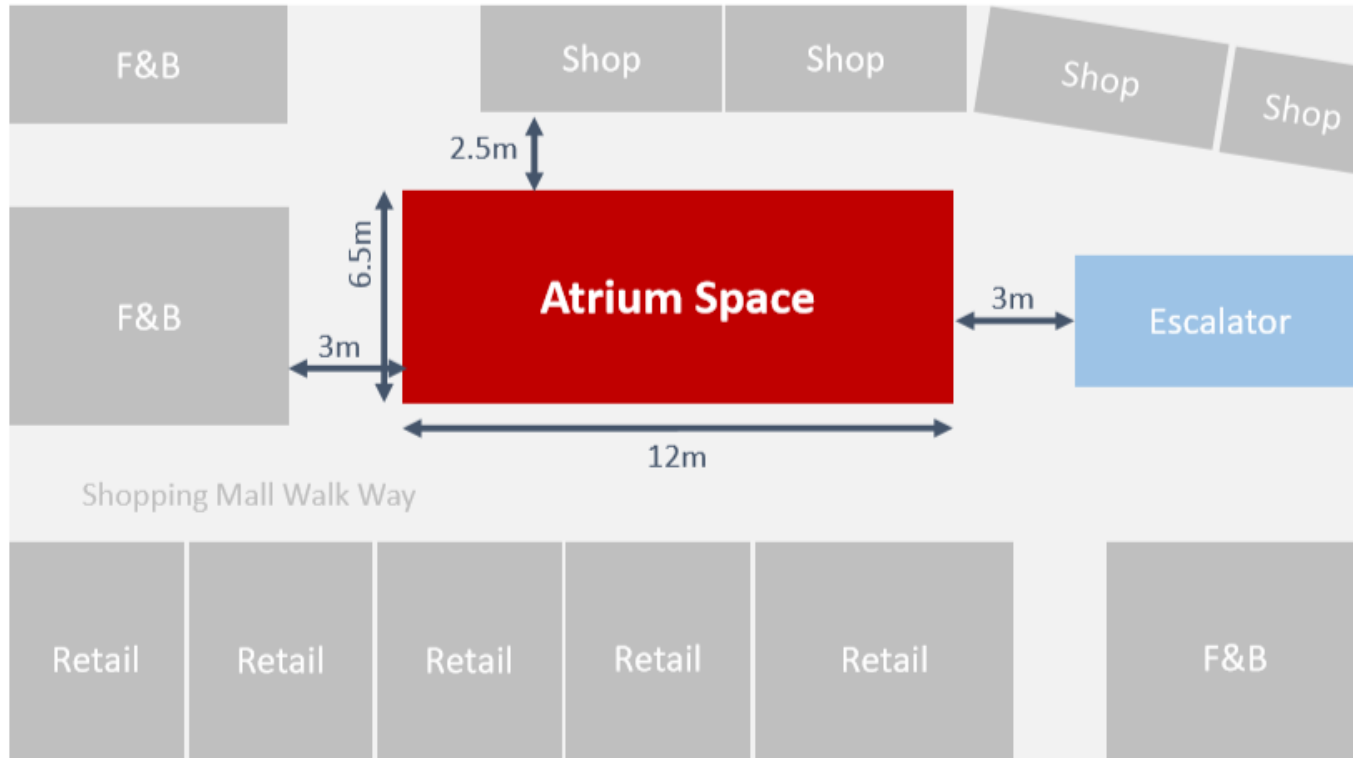 F&B
Shop
Shop
Shop
Shop
2.5m
6.5m
F&B
Atrium Space
3m
Escalator
3m
12m
Shopping Mall Walk Way
Retail
Retail
Retail
Retail
Retail
F&B